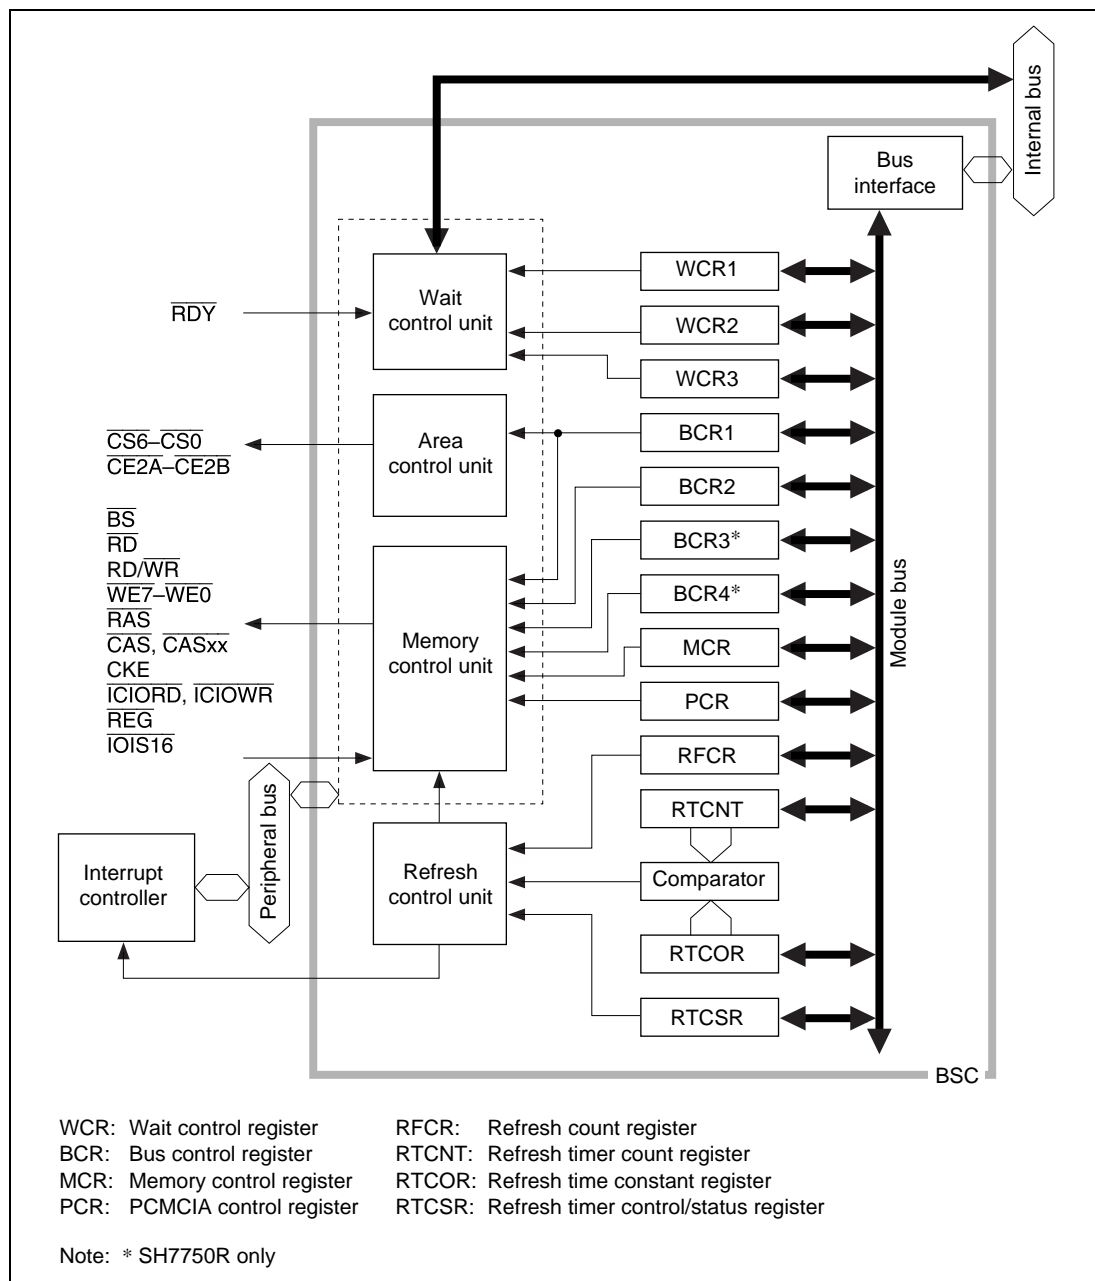 Internal bus
Bus
interface
Wait
control unit
RDY
WCR1
WCR2
WCR3
CS6–CS0
CE2A–CE2B
Area
control unit
BCR1
BCR2
BS
RD
RD/WR
WE7–WE0
RAS
CAS, CASxx
CKE
ICIORD, ICIOWR
REG
IOIS16
Memory
control unit
BCR3*
BCR4*
MCR
PCR
Module bus
RFCR
RTCNT
Comparator
RTCOR
RTCSR
Peripheral bus
Interrupt
controller
Refresh
control unit
BSC
WCR: Wait control register
BCR: Bus control register
MCR: Memory control register
PCR: PCMCIA control register
RFCR: Refresh count register
RTCNT: Refresh timer count register
RTCOR: Refresh time constant register
RTCSR: Refresh timer control/status register
Note: * SH7750R only